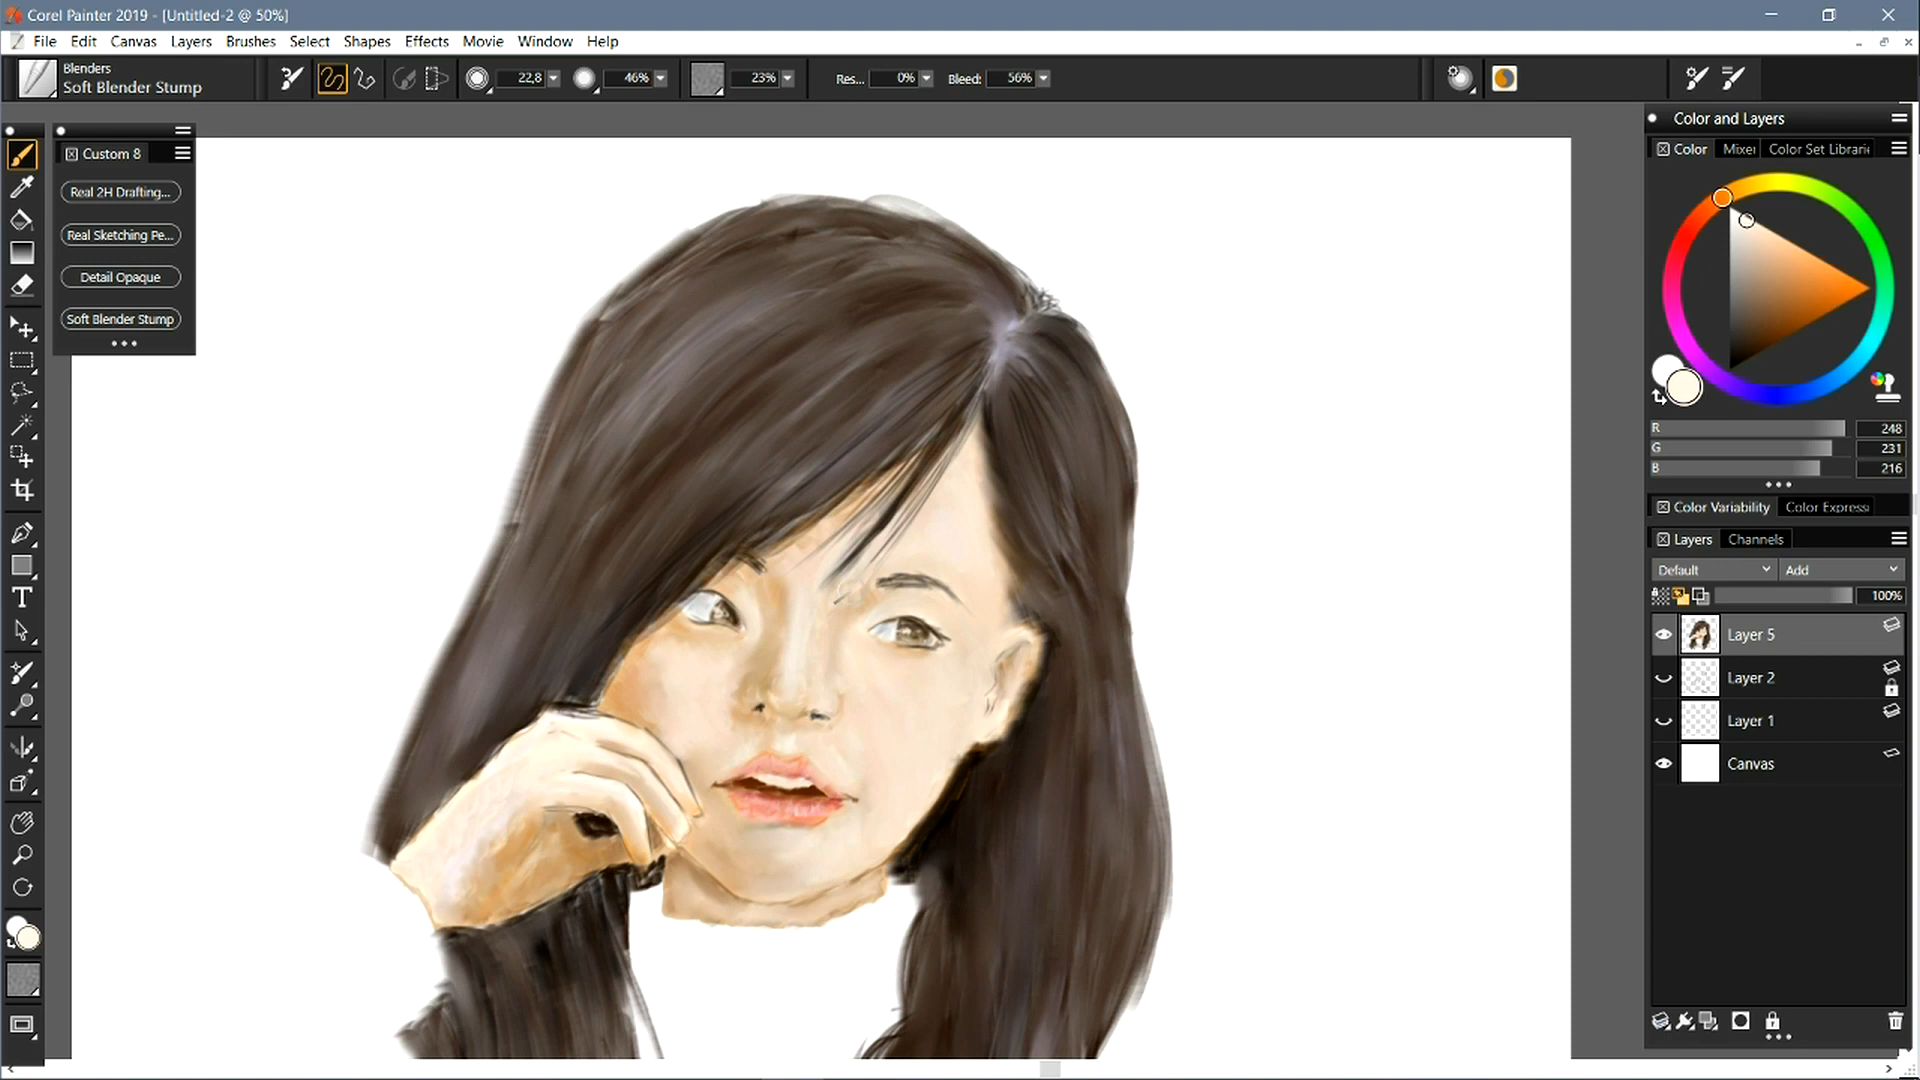 Corel Painter 2019 - [Untitled-2 @ 50%]
File Edit Canvas Layers Brushes Select Shapes Effects Movie Window Help
Blenders
Soft Blender Stump
22,8 46% 23% Res... 0% Bleed: 56%
Custom 8
Real 2H Drafting...
Real Sketching Pe...
Detail Opaque
Soft Blender Stump
T
Color and Layers
Color Mixer Color Set Librari
R 248
G 231
B 216
Color Variability Color Expressi
Layers Channels
Default Add
100%
Layer 5
Layer 2
Layer 1
Canvas